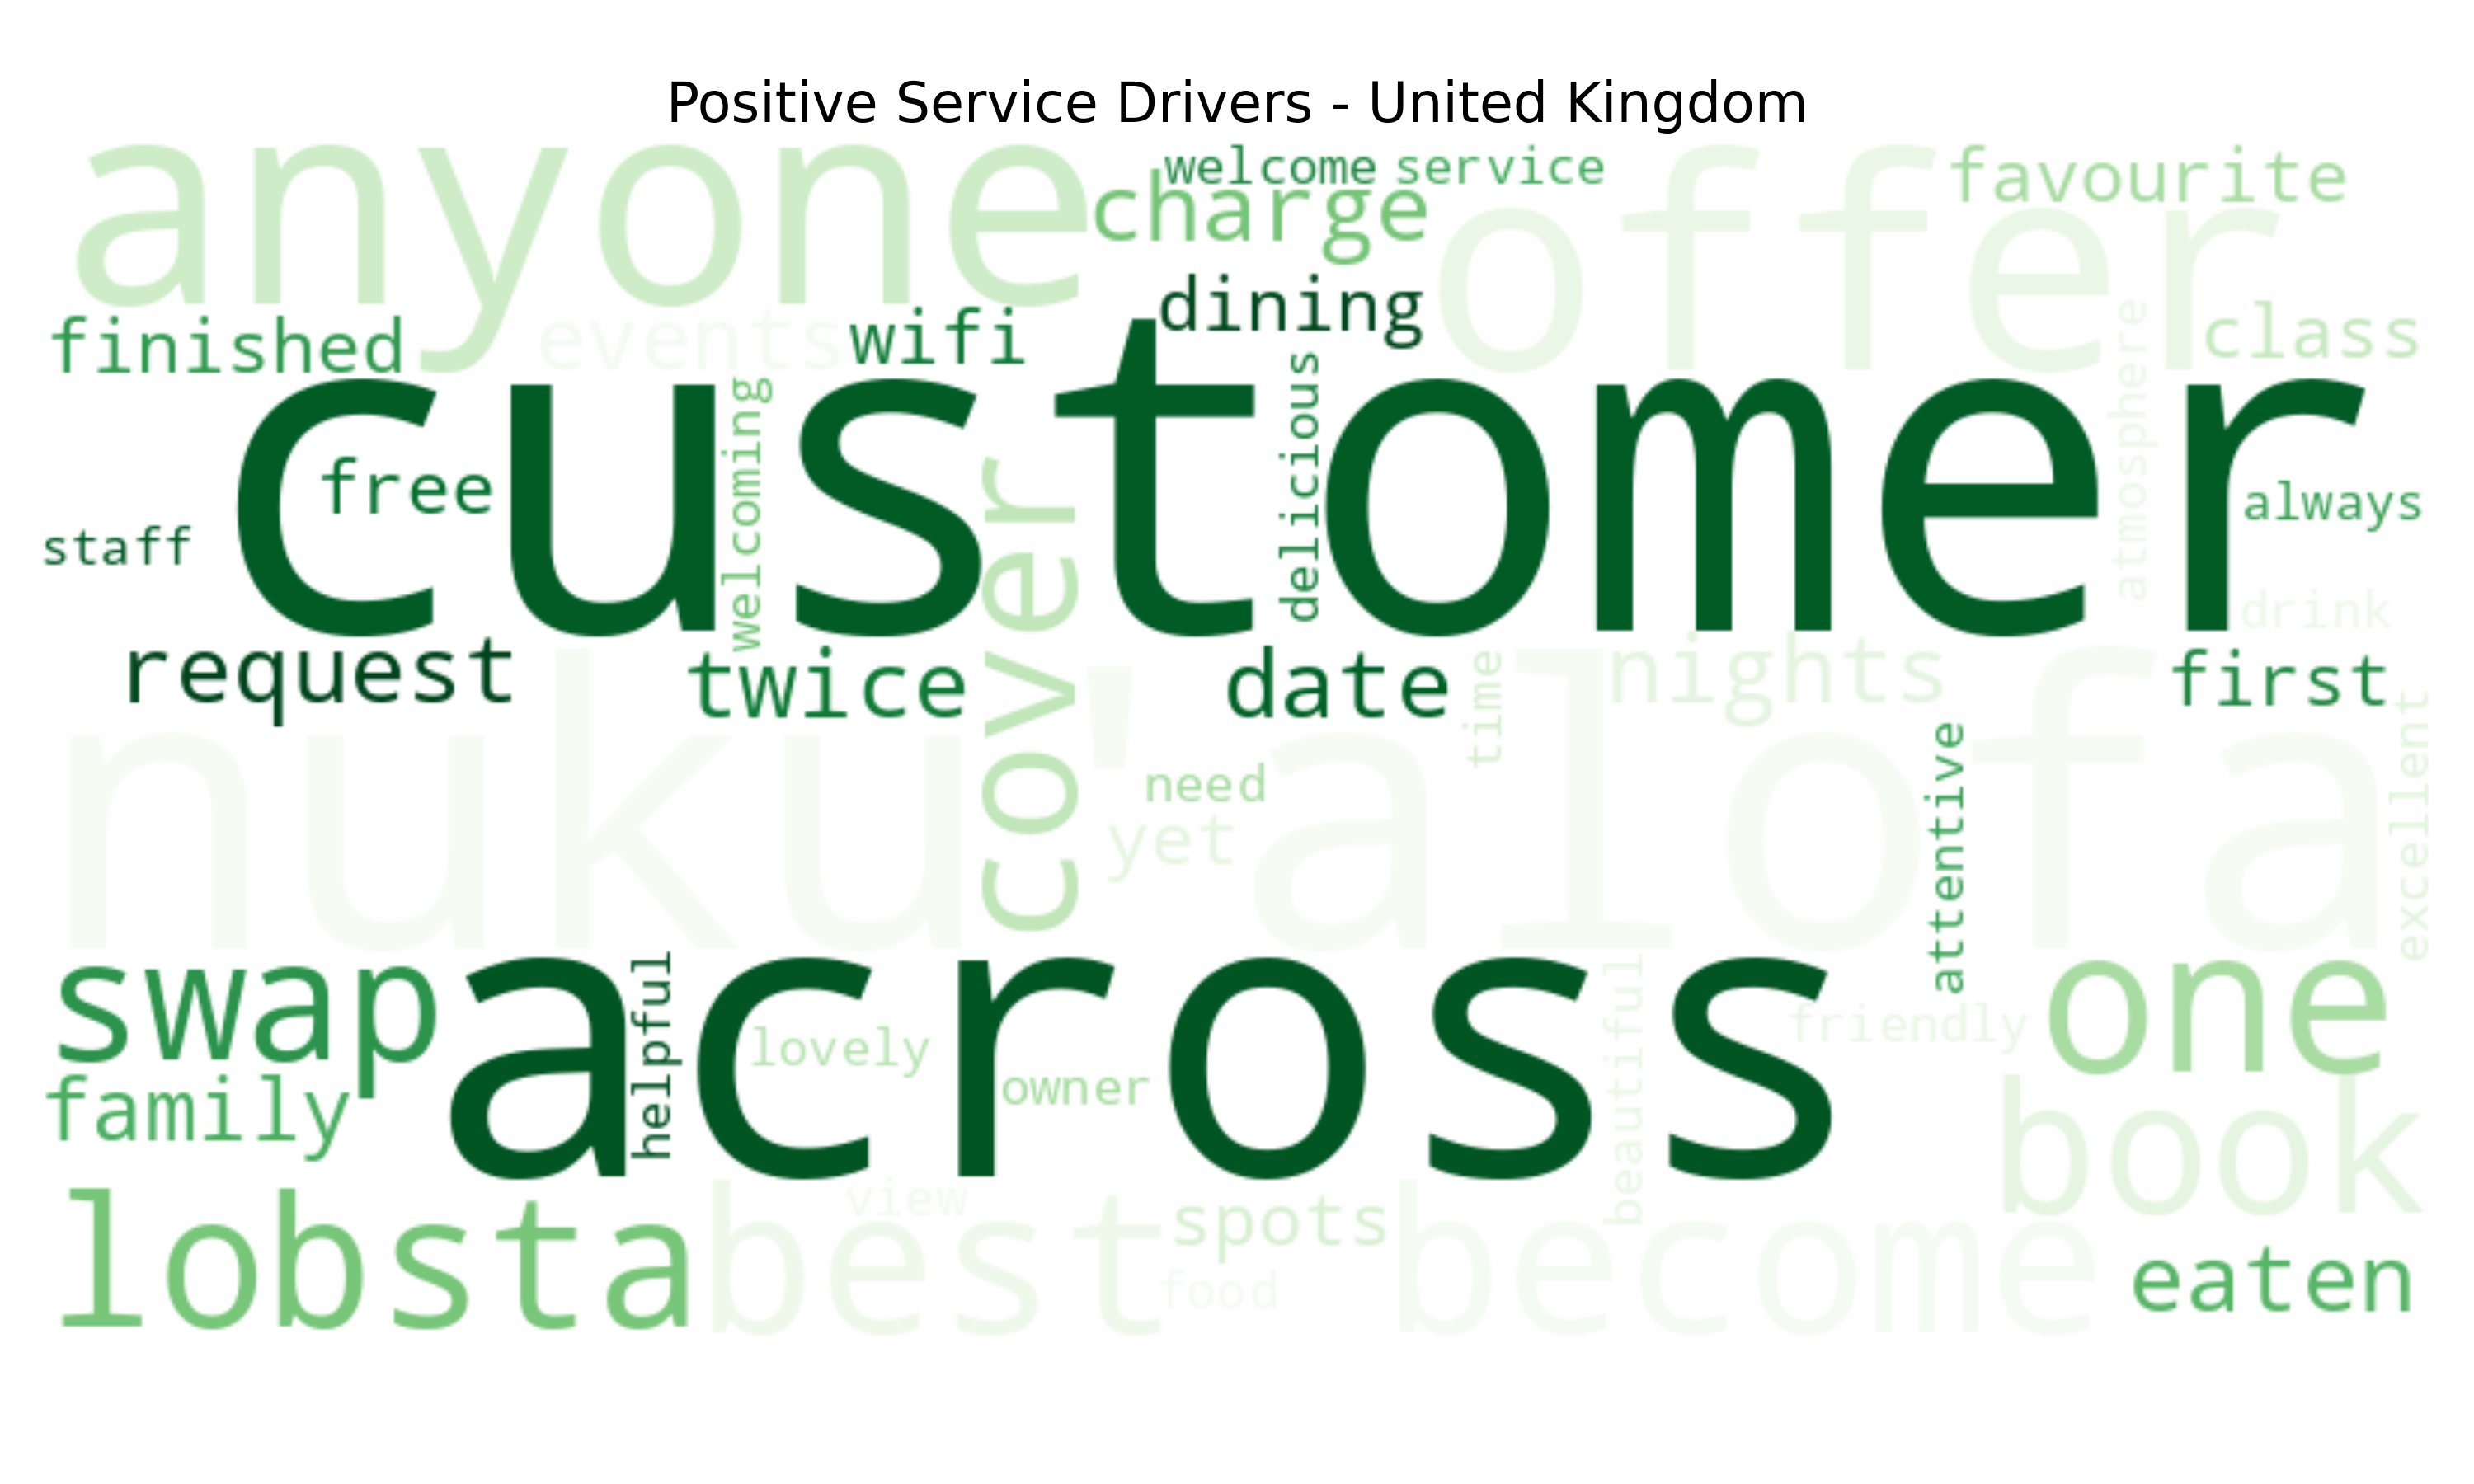 Positive Service Drivers - United Kingdom
anyone
welcome
service
favourite
charge
offer
dining
finished
events
wifi
class
customer
atmosphere
delicious
welcoming
free
always
staff
cover
drink
request
twice
date
time
nights
first
nuku'alofa
need
yet
attentive
excellent
swap
across
one
helpful
lovely
owner
beautiful
friendly
family
book
lobsta
best
view
spots
food
become
eaten